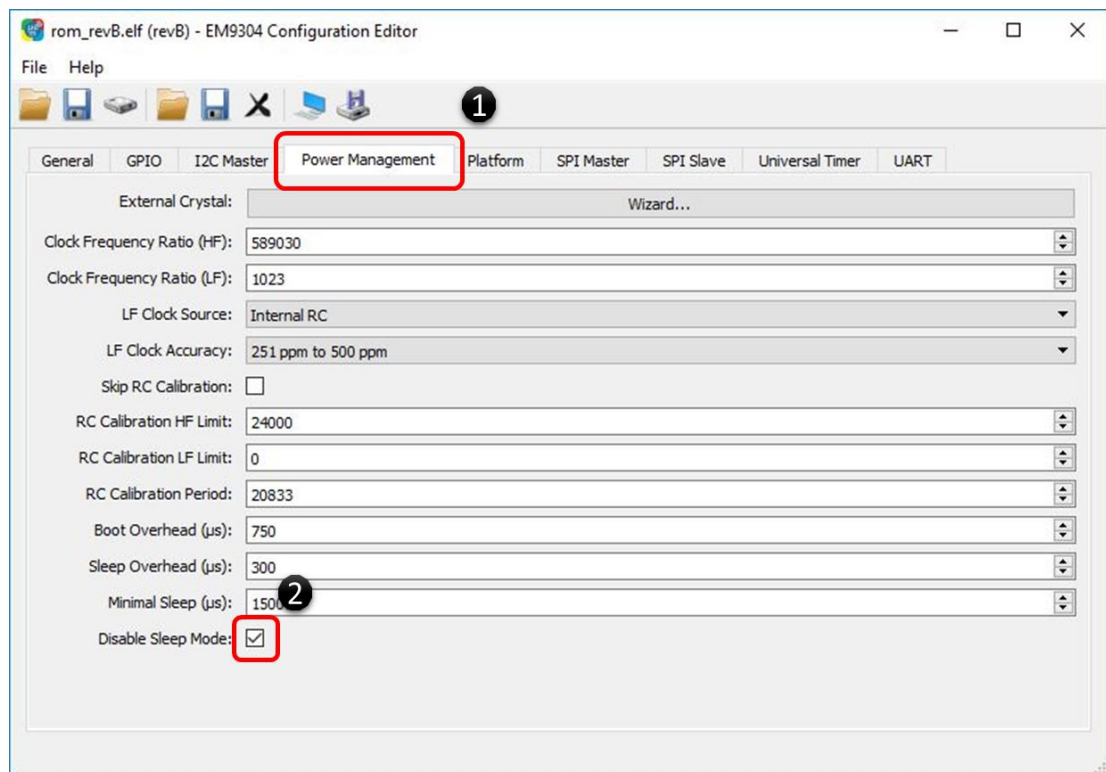 rom_revB.elf (revB) - EM9304 Configuration Editor
File Help
1
General GPIO I2C Master Power Management Platform SPI Master SPI Slave Universal Timer UART
External Crystal: Wizard...
Clock Frequency Ratio (HF): 589030
Clock Frequency Ratio (LF): 1023
LF Clock Source: Internal RC
LF Clock Accuracy: 251 ppm to 500 ppm
Skip RC Calibration:
RC Calibration HF Limit: 24000
RC Calibration LF Limit: 0
RC Calibration Period: 20833
Boot Overhead (µs): 750
Sleep Overhead (µs): 300
2
Minimal Sleep (µs): 1500
Disable Sleep Mode: